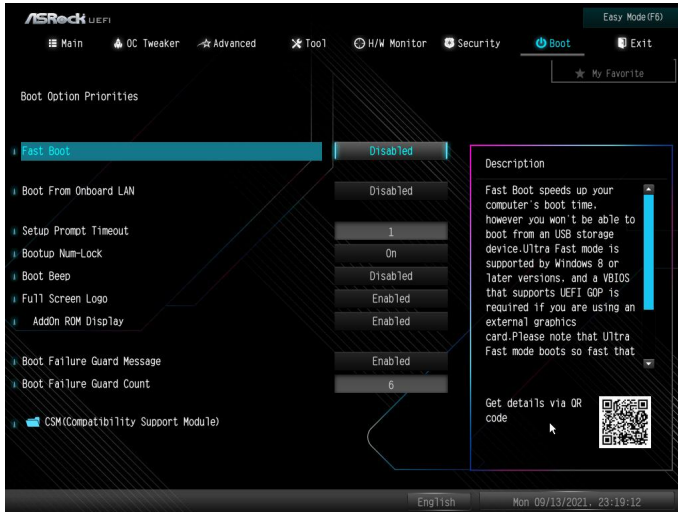 ASRock UEFI
Easy Mode(F6)
Main OC Tweaker Advanced Tool H/W Monitor Security Boot Exit
My Favorite
Boot Option Priorities
Fast Boot Disabled
Boot From Onboard LAN Disabled
Setup Prompt Timeout 1
Bootup Num-Lock On
Boot Beep Disabled
Full Screen Logo Enabled
AddOn ROM Display Enabled
Boot Failure Guard Message Enabled
Boot Failure Guard Count 6
CSM(Compatibility Support Module)
Description
Fast Boot speeds up your
computer's boot time.
however you won't be able to
boot from an USB storage
device.Ultra Fast mode is
supported by Windows 8 or
later versions. and a VBIOS
that supports UEFI GOP is
required if you are using an
external graphics
card.Please note that Ultra
Fast mode boots so fast that
Get details via QR
code
English
Mon 09/13/2021. 23:19:12